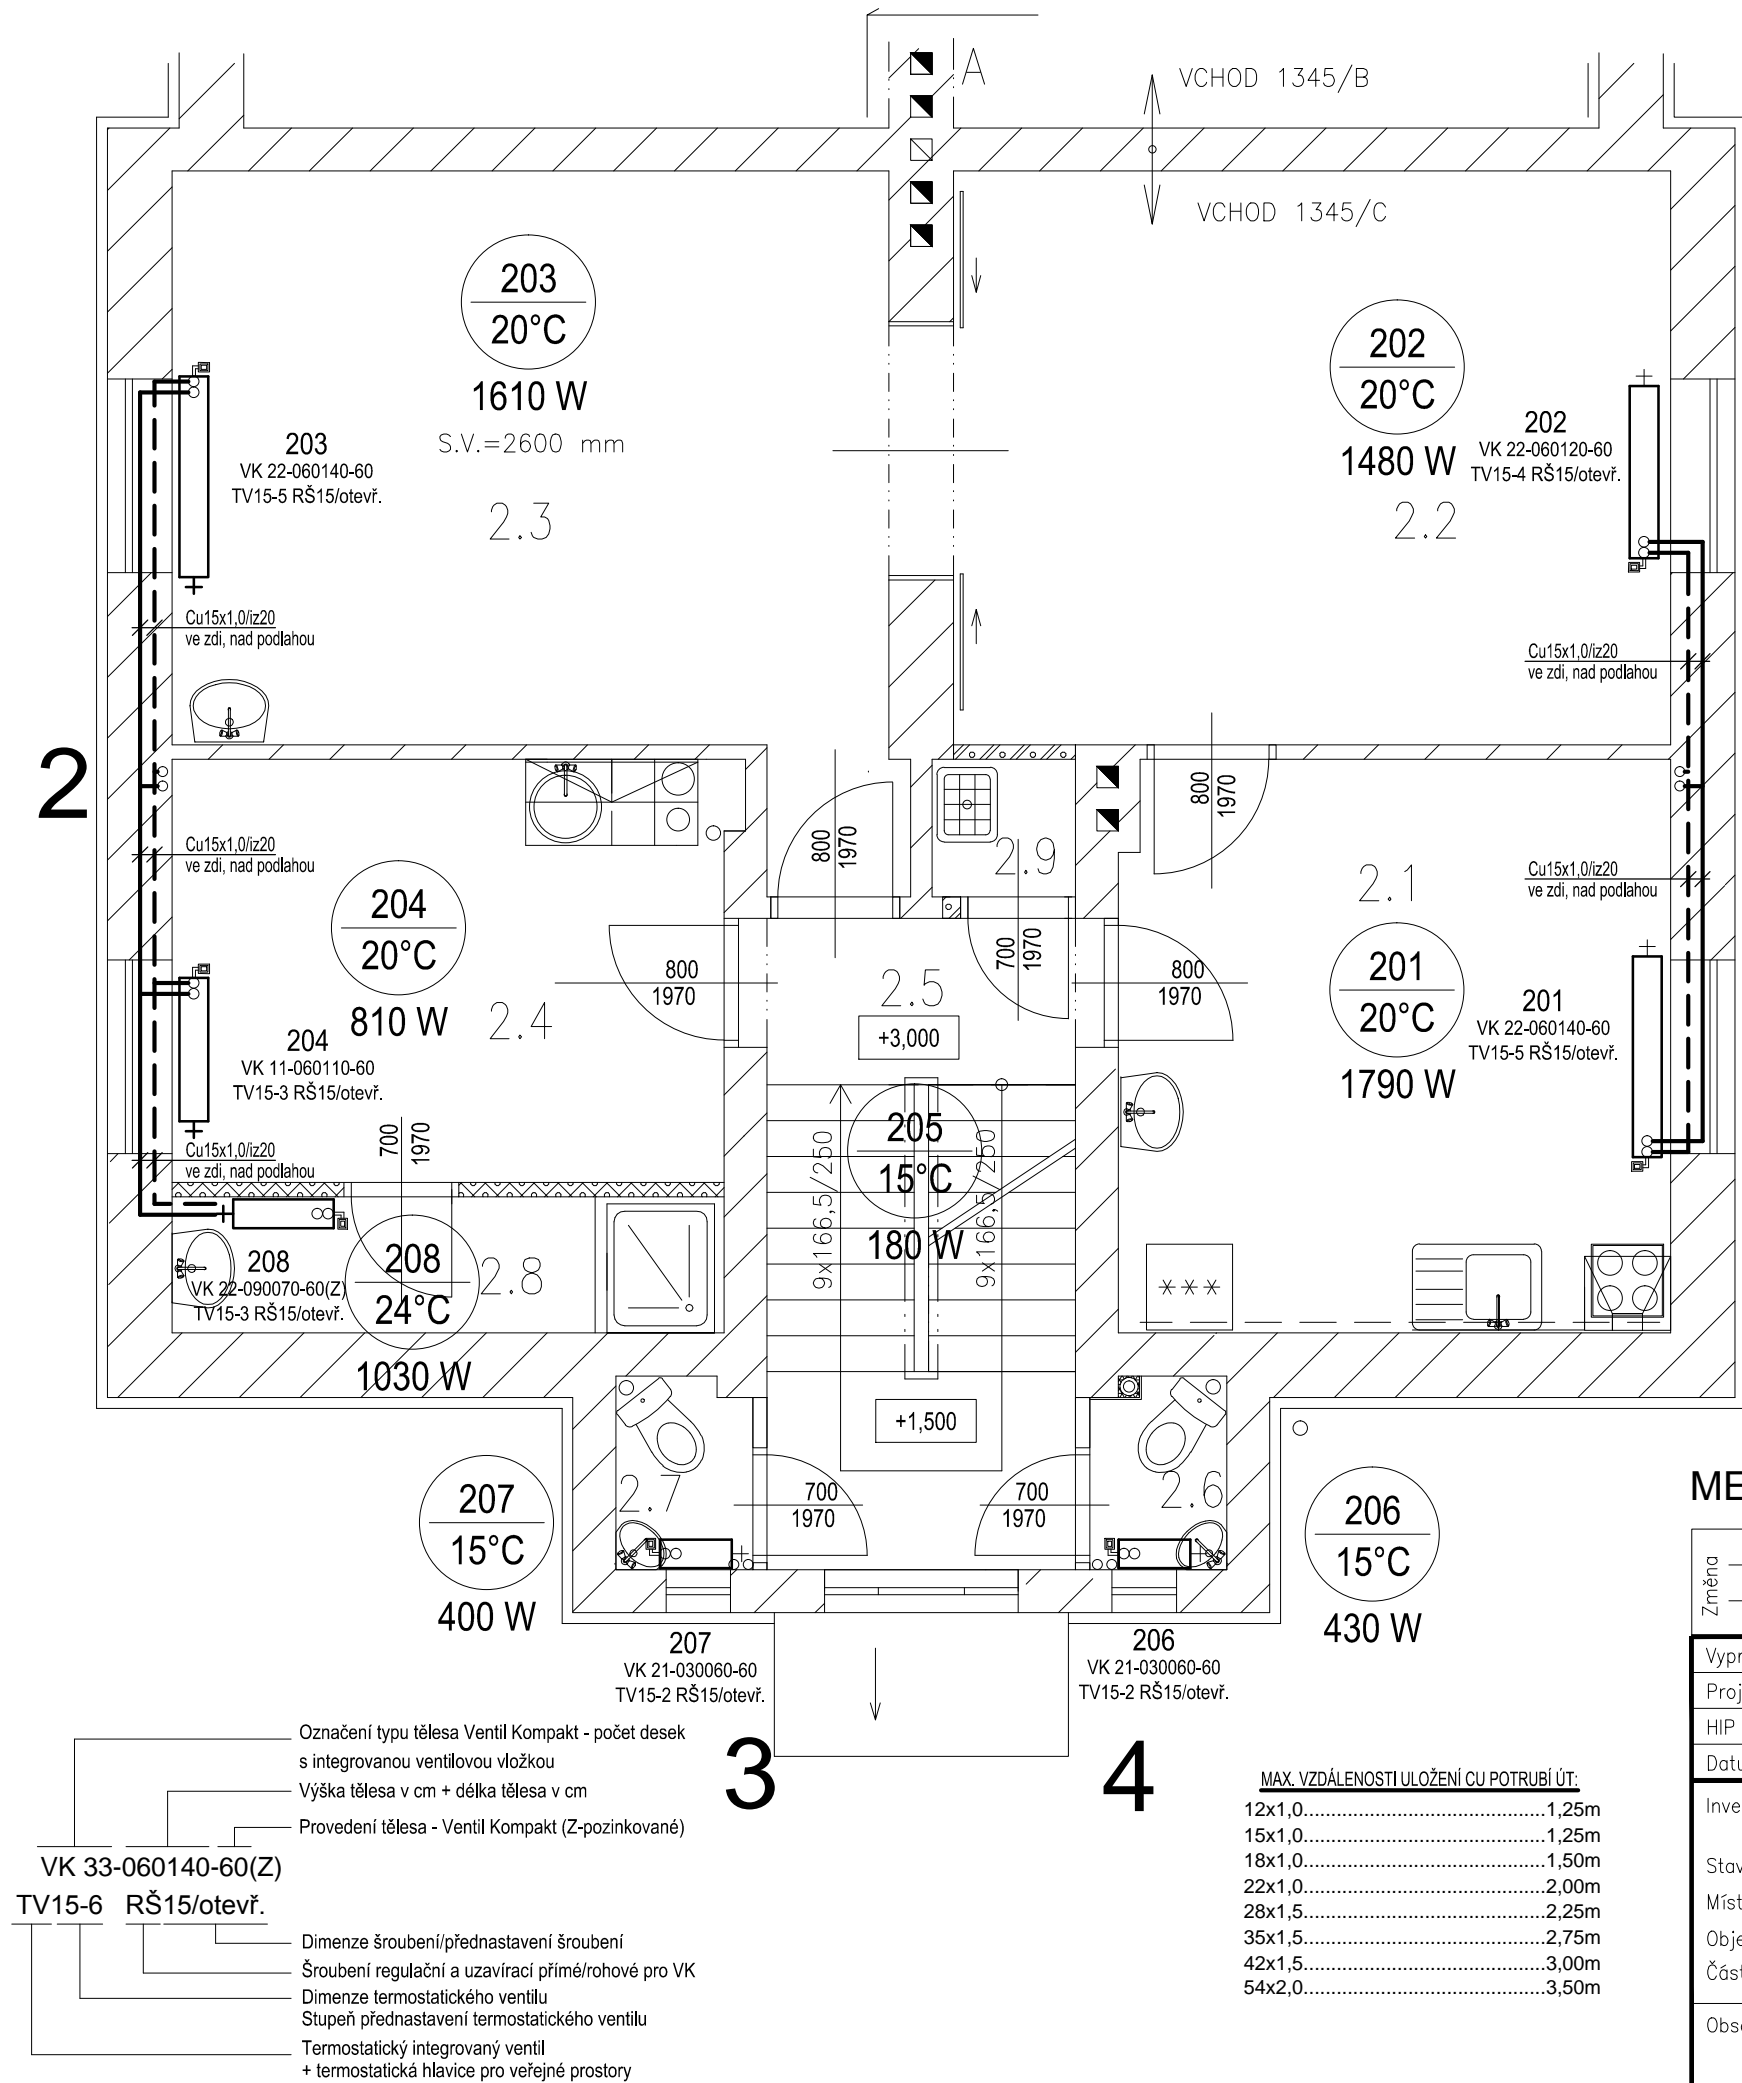 A
VCHOD 1345/B
VCHOD 1345/C
203
20°C
1610 W
S.V.=2600 mm
2.3
203
VK 22-060140-60
TV15-5 RŠ15/otevř.
202
20°C
1480 W
2.2
202
VK 22-060120-60
TV15-4 RŠ15/otevř.
Cu15x1,0/iz20
ve zdi, nad podlahou
Cu15x1,0/iz20
ve zdi, nad podlahou
2
800
1970
800
1970
2.9
Cu15x1,0/iz20
ve zdi, nad podlahou
Cu15x1,0/iz20
ve zdi, nad podlahou
204
20°C
810 W
2.4
204
VK 11-060110-60
TV15-3 RŠ15/otevř.
800
1970
2.5
+3,000
700
1970
800
1970
2.1
201
20°C
1790 W
201
VK 22-060140-60
TV15-5 RŠ15/otevř.
Cu15x1,0/iz20
ve zdi, nad podlahou
700
1970
205
15°C
180 W
9x166,5/250
9x166,5/250
208
VK 22-090070-60(Z)
TV15-3 RŠ15/otevř.
208
24°C
1030 W
2.8
***
+1,500
207
15°C
400 W
2.7
700
1970
700
1970
2.6
206
15°C
430 W
207
VK 21-030060-60
TV15-2 RŠ15/otevř.
206
VK 21-030060-60
TV15-2 RŠ15/otevř.
3
4
ME
Změna
Vypr
Proj
HIP
Datu
Inve
Stav
Míst
Obje
Část
Obsa
Označení typu tělesa Ventil Kompakt - počet desek
s integrovanou ventilovou vložkou
Výška tělesa v cm + délka tělesa v cm
Provedení tělesa - Ventil Kompakt (Z-pozinkované)
VK 33-060140-60(Z)
TV15-6 RŠ15/otevř.
Dimenze šroubení/přednastavení šroubení
Šroubení regulační a uzavírací přímé/rohové pro VK
Dimenze termostatického ventilu
Stupeň přednastavení termostatického ventilu
Termostatický integrovaný ventil
+ termostatická hlavice pro veřejné prostory
MAX. VZDÁLENOSTI ULOŽENÍ CU POTRUBÍ ÚT:
12x1,0................................................1,25m
15x1,0................................................1,25m
18x1,0................................................1,50m
22x1,0................................................2,00m
28x1,5................................................2,25m
35x1,5................................................2,75m
42x1,5................................................3,00m
54x2,0................................................3,50m